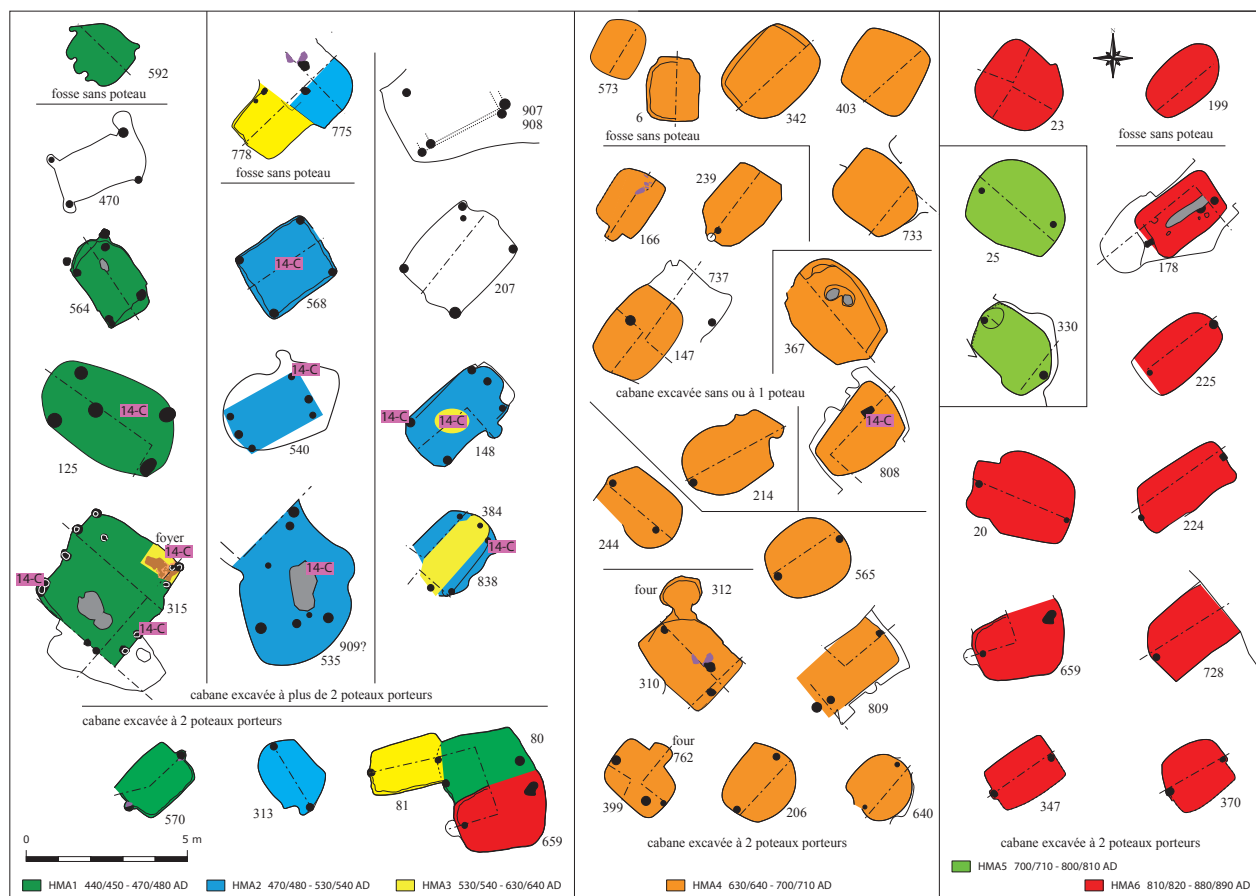 592
fosse sans poteau
470
564
14-C
125
foyer
14-C
14-C
315
14-C
775
778
fosse sans poteau
907
908
14-C
568
207
14-C
540
14-C
14-C
148
14-C
909?
535
384
14-C
838
cabane excavée à plus de 2 poteaux porteurs
cabane excavée à 2 poteaux porteurs
570
313
81
80
659
0 5 m
HMA1 440/450 - 470/480 AD
HMA2 470/480 - 530/540 AD
HMA3 530/540 - 630/640 AD
573
6
342
403
fosse sans poteau
166
239
733
737
147
367
cabane excavée sans ou à 1 poteau
14-C
808
214
244
565
four
312
310
809
four
762
399
206
640
cabane excavée à 2 poteaux porteurs
HMA4 630/640 - 700/710 AD
23
N
199
fosse sans poteau
25
178
330
225
20
224
659
728
347
370
cabane excavée à 2 poteaux porteurs
HMA5 700/710 - 800/810 AD
HMA6 810/820 - 880/890 AD